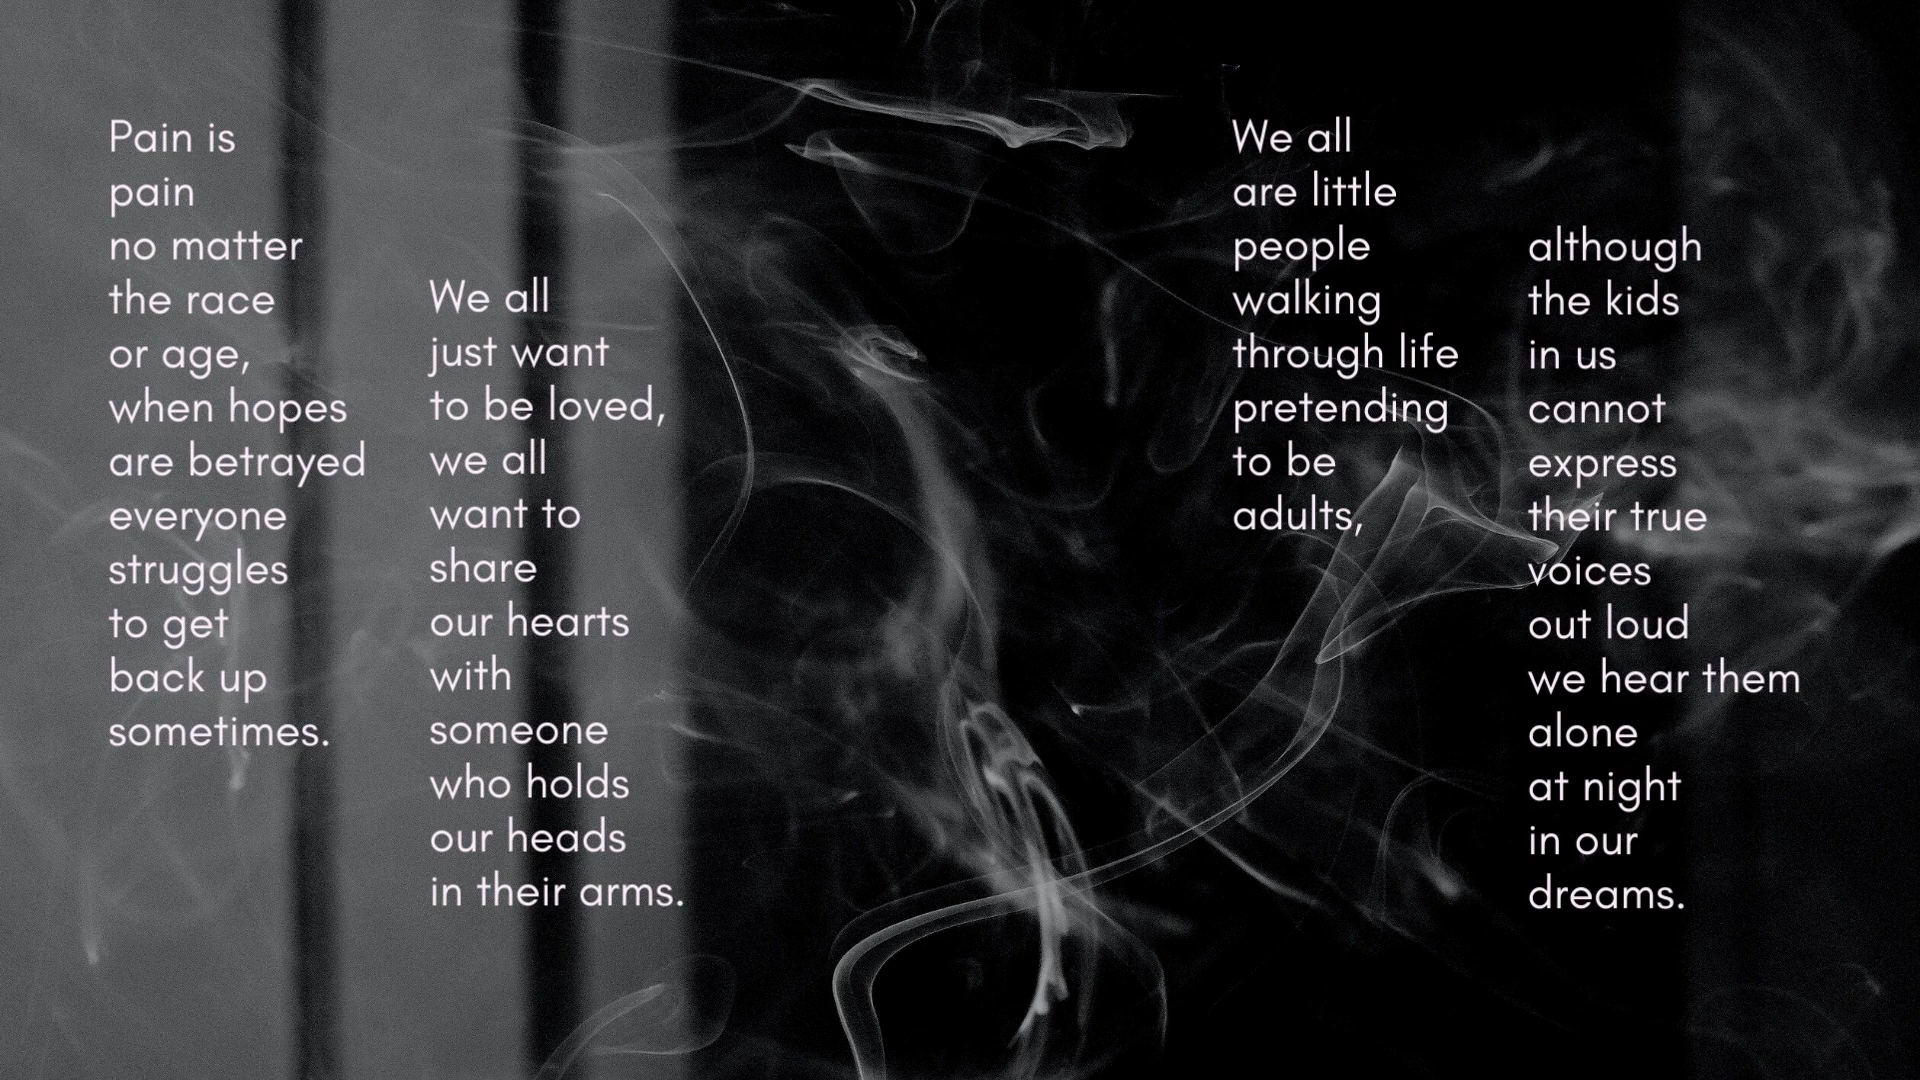 Pain is
pain
no matter
the race
or age,
when hopes
are betrayed
everyone
struggles
to get
back up
sometimes.
We all
just want
to be loved,
we all
want to
share
our hearts
with
someone
who holds
our heads
in their arms.
We all
are little
people
walking
through life
pretending
to be
adults,
although
the kids
in us
cannot
express
their true
voices
out loud
we hear them
alone
at night
in our
dreams.